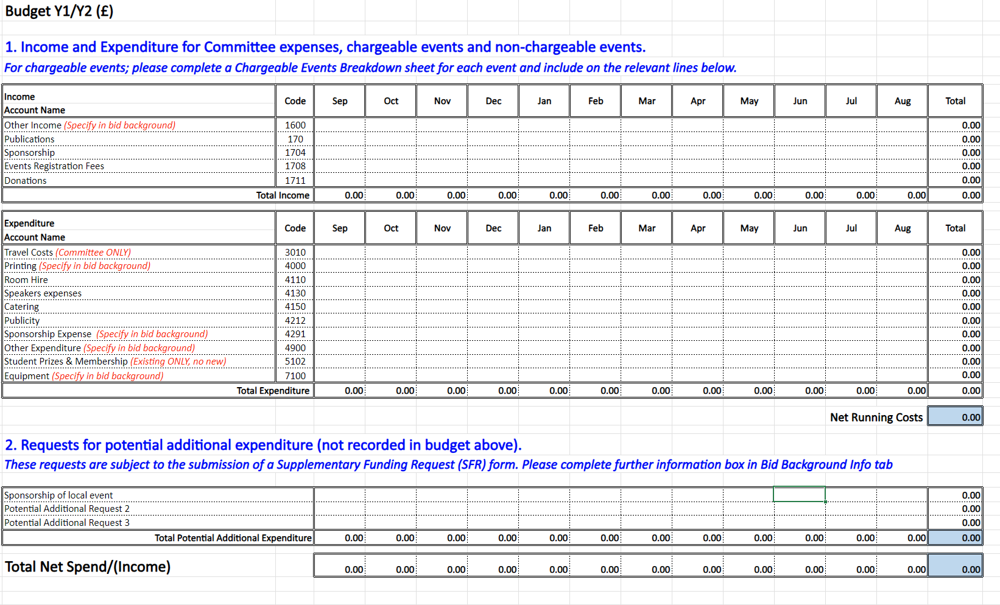 Budget Y1/Y2 (£)
1. Income and Expenditure for Committee expenses, chargeable events and non-chargeable events.
For chargeable events; please complete a Chargeable Events Breakdown sheet for each event and include on the relevant lines below.
Income
Account Name Code Sep Oct Nov Dec Jan Feb Mar Apr May Jun Jul Aug Total
Other Income (Specify in bid background) 1600 0.00
Publications 170 0.00
Sponsorship 1704 0.00
Events Registration Fees 1708 0.00
Donations 1711 0.00
Total Income 0.00 0.00 0.00 0.00 0.00 0.00 0.00 0.00 0.00 0.00 0.00 0.00 0.00
Expenditure
Account Name Code Sep Oct Nov Dec Jan Feb Mar Apr May Jun Jul Aug Total
Travel Costs (Committee ONLY) 3010 0.00
Printing (Specify in bid background) 4000 0.00
Room Hire 4110 0.00
Speakers expenses 4130 0.00
Catering 4150 0.00
Publicity 4212 0.00
Sponsorship Expense (Specify in bid background) 4291 0.00
Other Expenditure (Specify in bid background) 4900 0.00
Student Prizes & Membership (Existing ONLY, no new) 5102 0.00
Equipment (Specify in bid background) 7100 0.00
Total Expenditure 0.00 0.00 0.00 0.00 0.00 0.00 0.00 0.00 0.00 0.00 0.00 0.00 0.00
Net Running Costs 0.00
2. Requests for potential additional expenditure (not recorded in budget above).
These requests are subject to the submission of a Supplementary Funding Request (SFR) form. Please complete further information box in Bid Background Info tab
Sponsorship of local event 0.00
Potential Additional Request 2 0.00
Potential Additional Request 3 0.00
Total Potential Additional Expenditure 0.00 0.00 0.00 0.00 0.00 0.00 0.00 0.00 0.00 0.00 0.00 0.00 0.00
Total Net Spend/(Income) 0.00 0.00 0.00 0.00 0.00 0.00 0.00 0.00 0.00 0.00 0.00 0.00 0.00